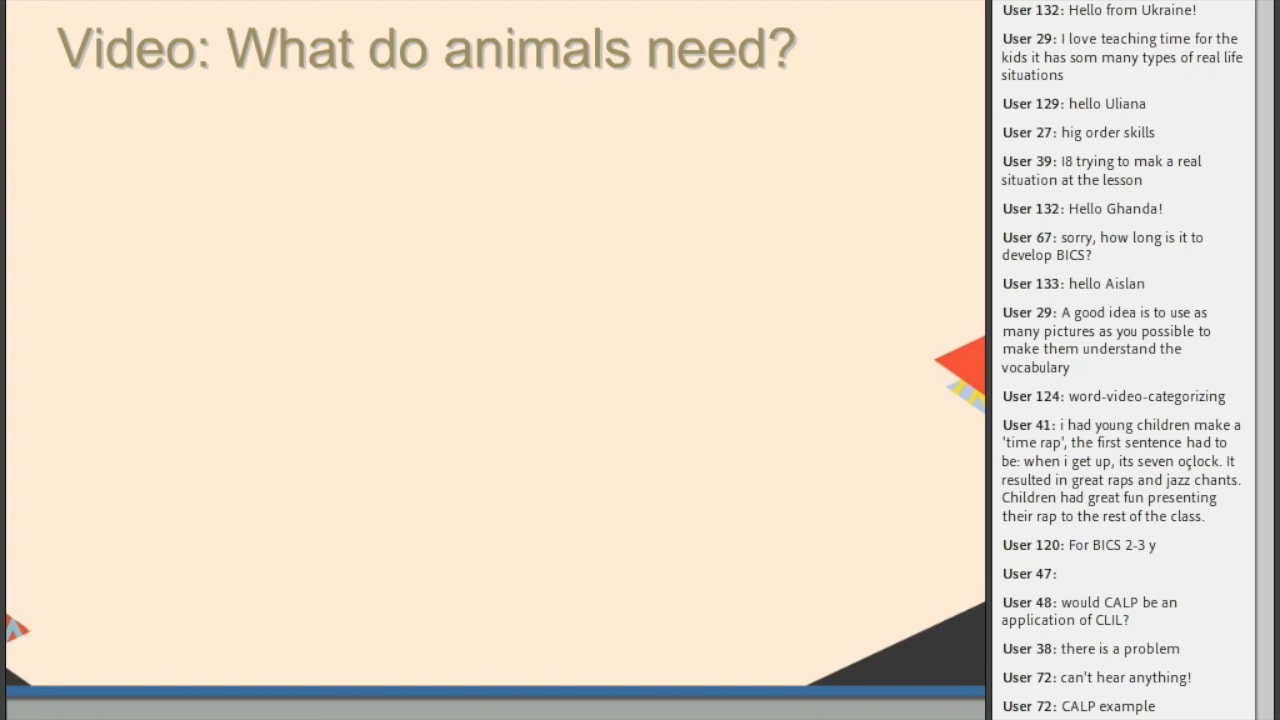 Video: What do animals need?
User 132: Hello from Ukraine!
User 29: I love teaching time for the
kids it has som many types of real life
situations
User 129: hello Uliana
User 27: hig order skills
User 39: I8 trying to mak a real
situation at the lesson
User 132: Hello Ghanda!
User 67: sorry, how long is it to
develop BICS?
User 133: hello Aislan
User 29: A good idea is to use as
many pictures as you possible to
make them understand the
vocabulary
User 124: word-video-categorizing
User 41: i had young children make a
'time rap', the first sentence had to
be: when i get up, its seven oçlock. It
resulted in great raps and jazz chants.
Children had great fun presenting
their rap to the rest of the class.
User 120: For BICS 2-3 y
User 47:
User 48: would CALP be an
application of CLIL?
User 38: there is a problem
User 72: can't hear anything!
User 72: CALP example